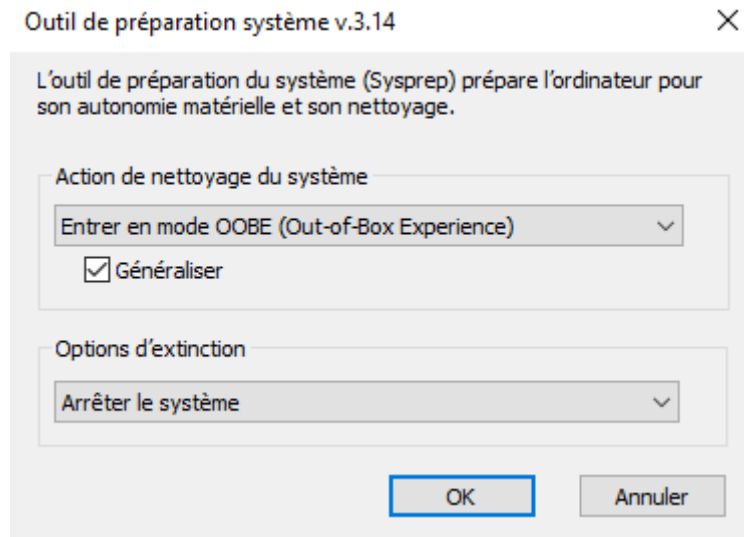 Outil de préparation système v.3.14
L'outil de préparation du système (Sysprep) prépare l'ordinateur pour
son autonomie matérielle et son nettoyage.
Action de nettoyage du système
Entrer en mode OOBE (Out-of-Box Experience)
Généraliser
Options d'extinction
Arrêter le système
OK
Annuler